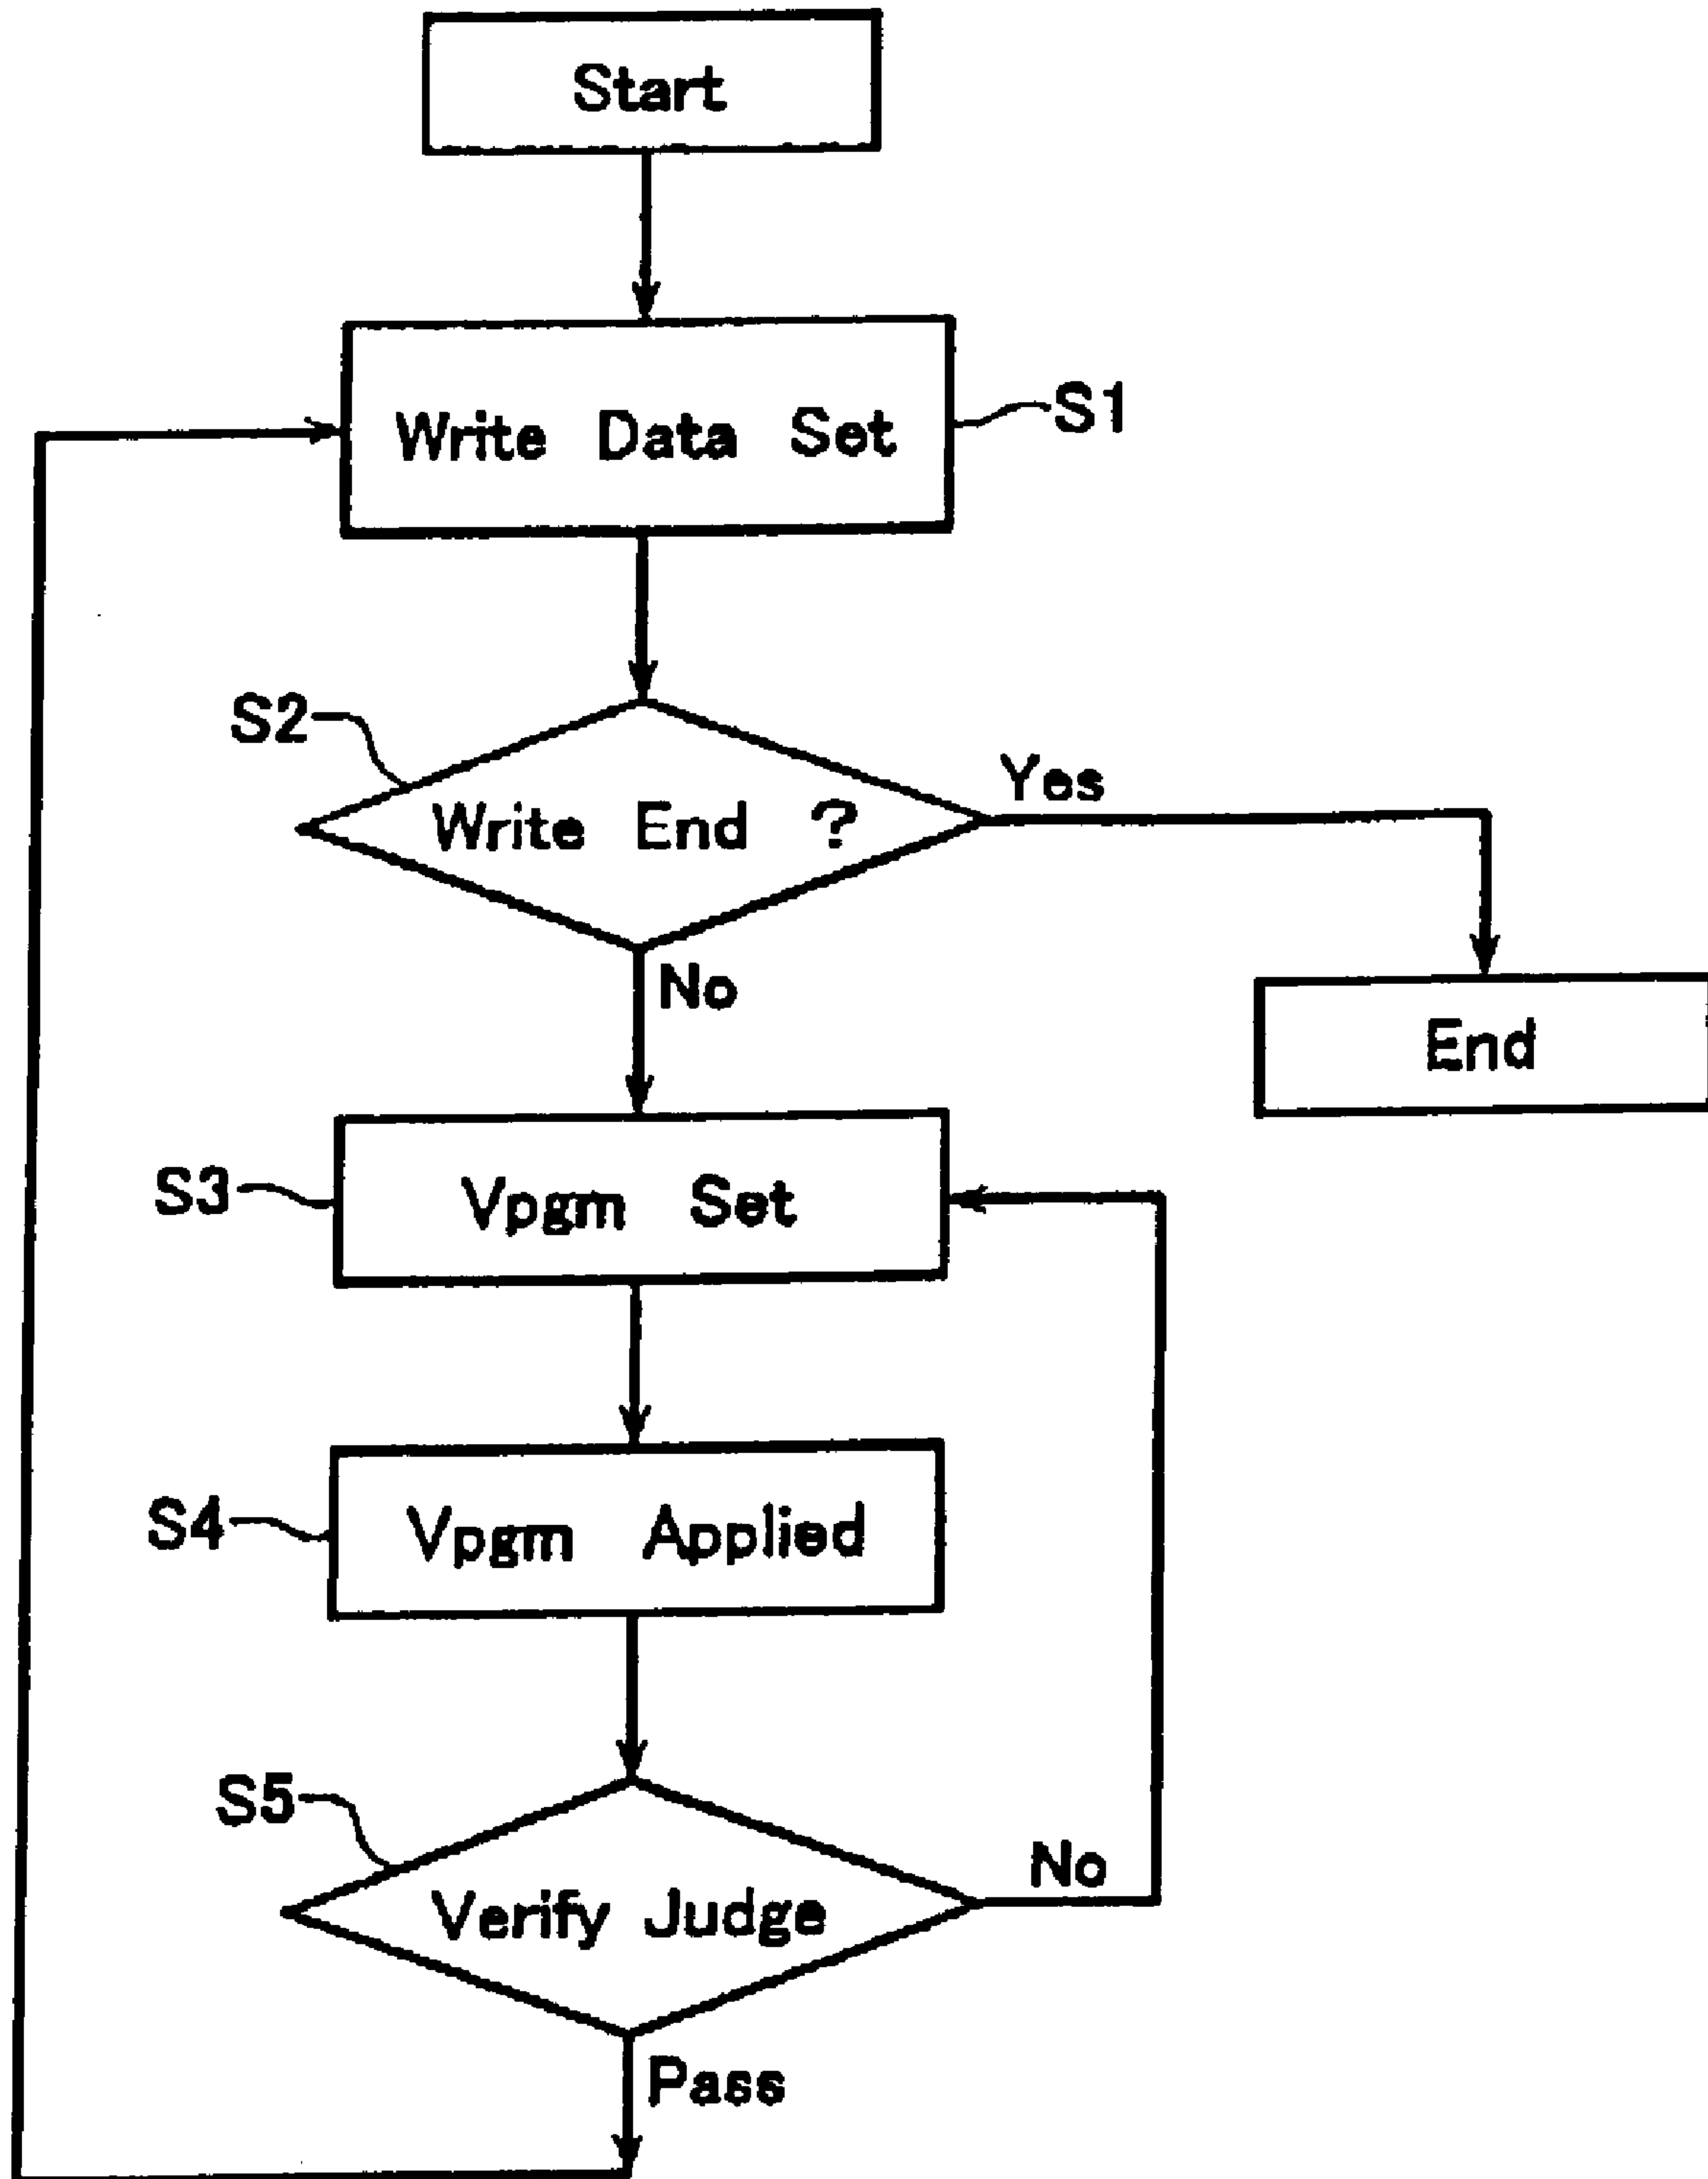 Start
Write Data Set
S1
S2
Write End ?
Yes
No
End
S3
Vpgm Set
S4
Vpgm Applied
S5
Verify Judge
No
Pass